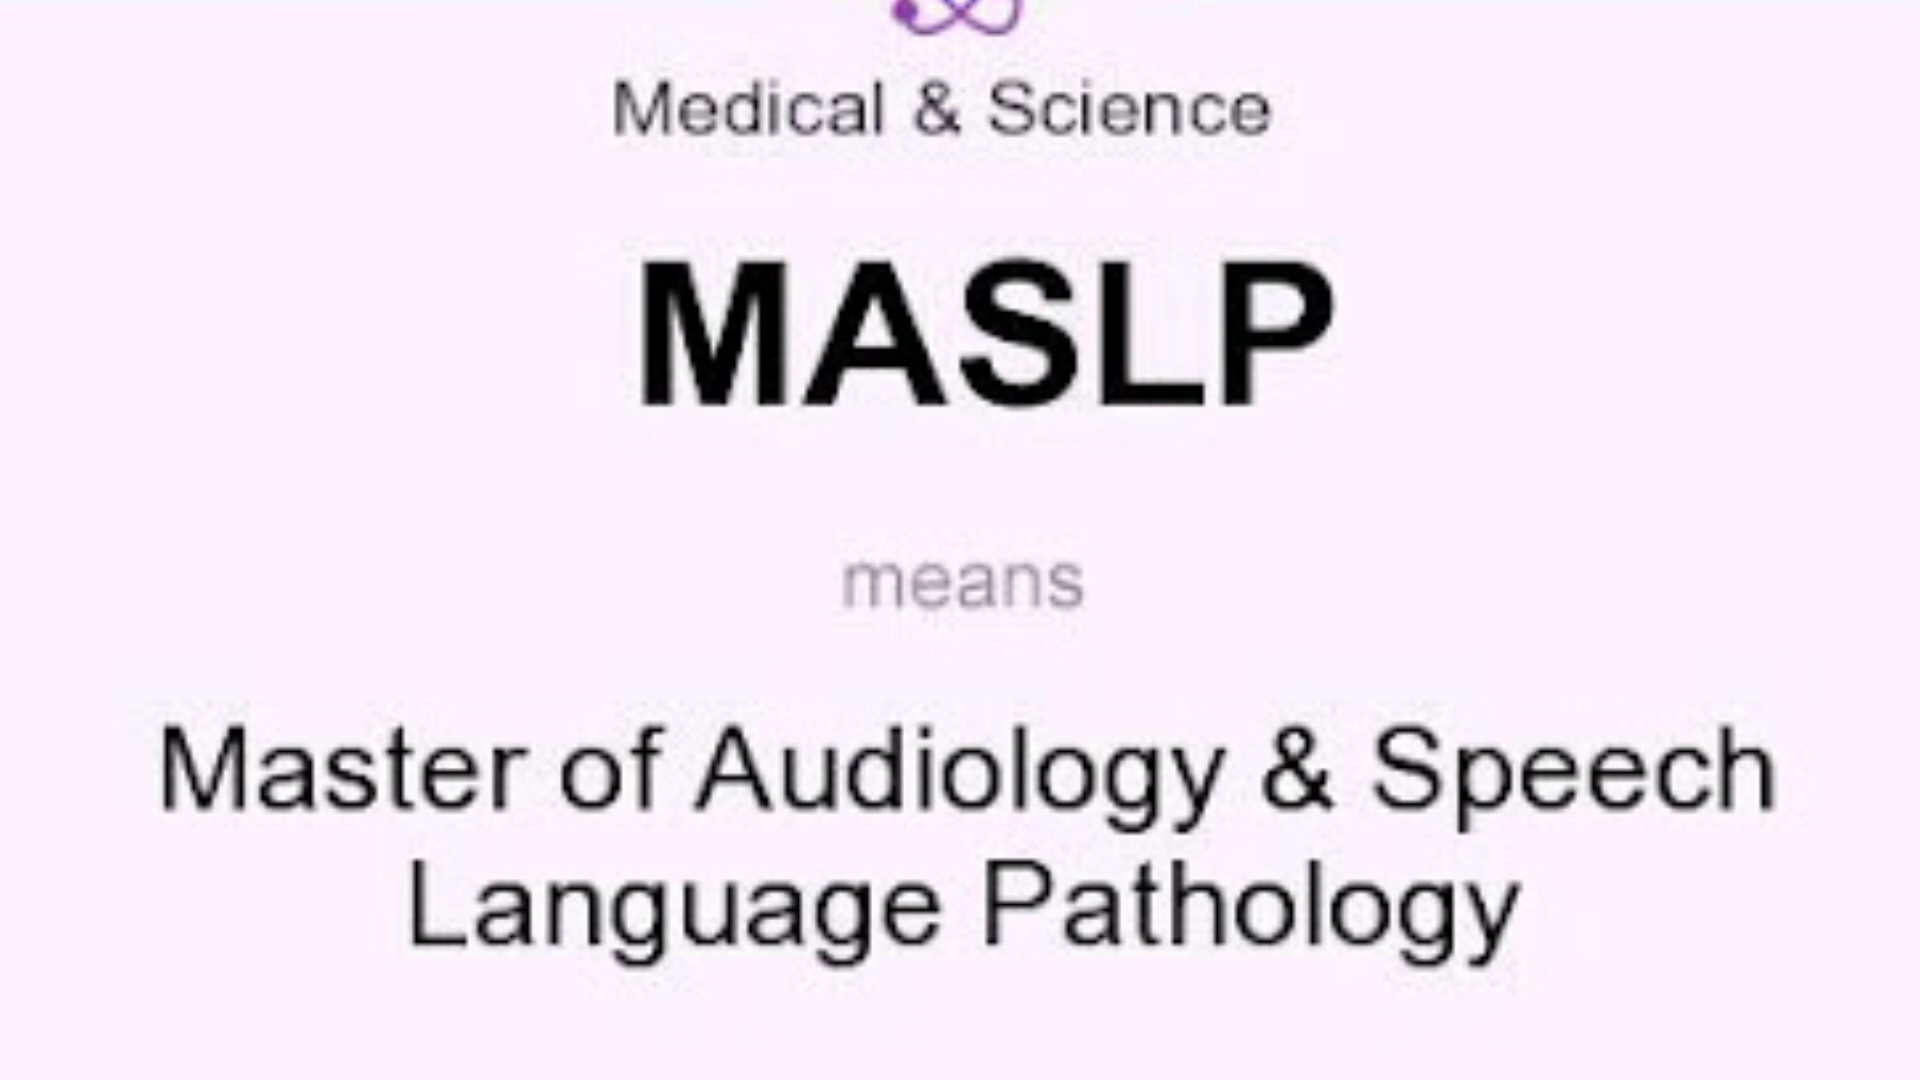 Medical & Science
MASLP
means
Master of Audiology & Speech
Language Pathology